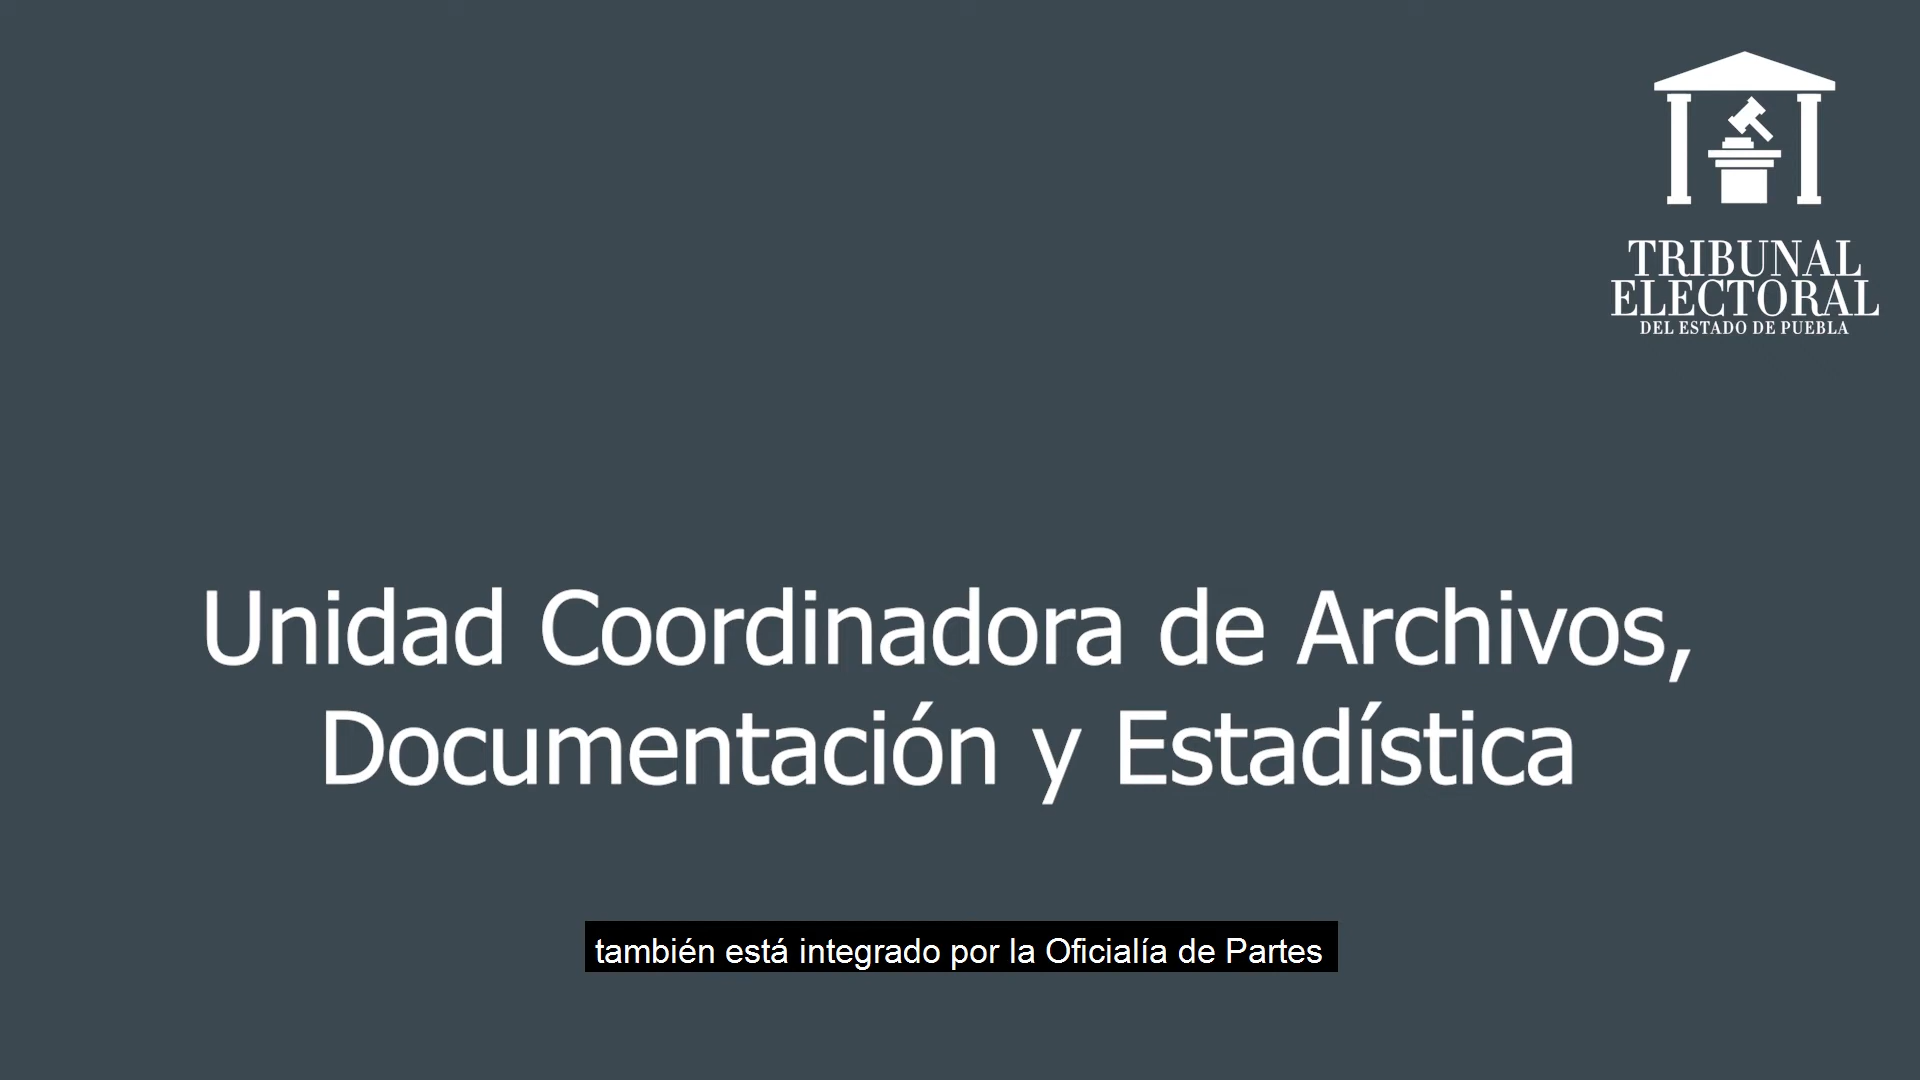 TRIBUNAL
ELECTORAL
DEL ESTADO DE PUEBLA
Unidad Coordinadora de Archivos,
Documentación y Estadística
también está integrado por la Oficialía de Partes